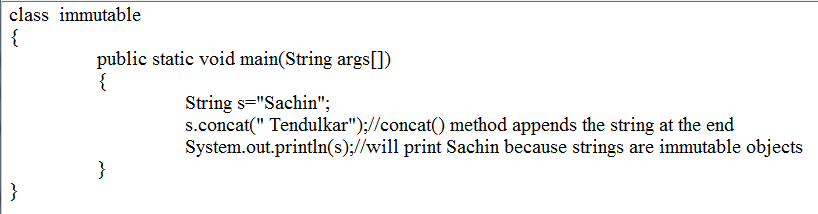 class immutable
{
public static void main(String args[])
{
String s="Sachin";
s.concat(" Tendulkar");//concat() method appends the string at the end
System.out.println(s);//will print Sachin because strings are immutable objects
}
}